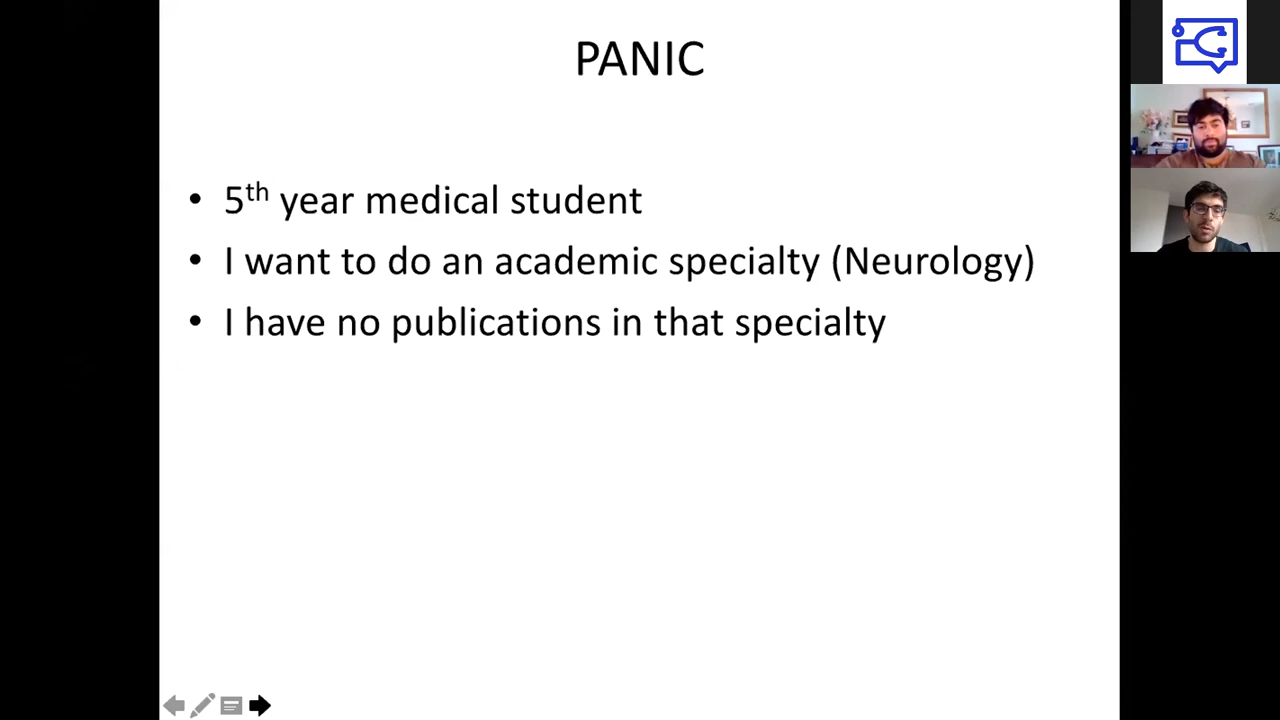 PANIC
• 5th year medical student
• I want to do an academic specialty (Neurology)
• I have no publications in that specialty